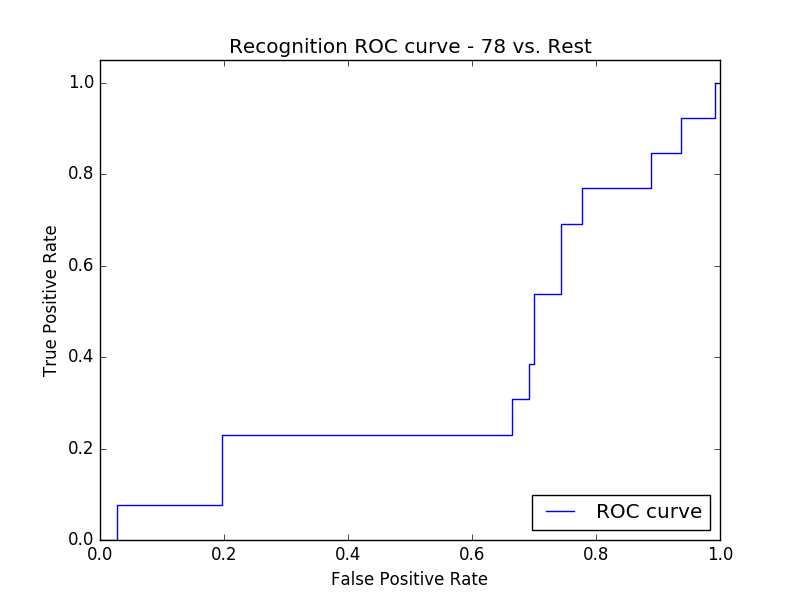 Recognition ROC curve - 78 vs. Rest
True Positive Rate
1.0
0.8
0.6
0.4
0.2
0.0
ROC curve
0.0 0.2 0.4 0.6 0.8 1.0
False Positive Rate